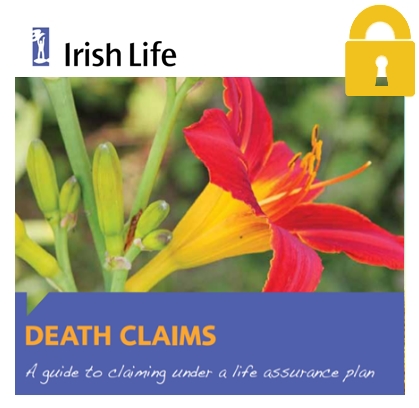 Irish Life
DEATH CLAIMS
A guide to claiming under a life assurance plan